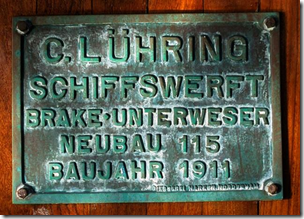 C. LÜHRING
SCHIFFSWERFT
BRAKE-UNTERWESER
NEUBAU 115
BAUJAHR 1911